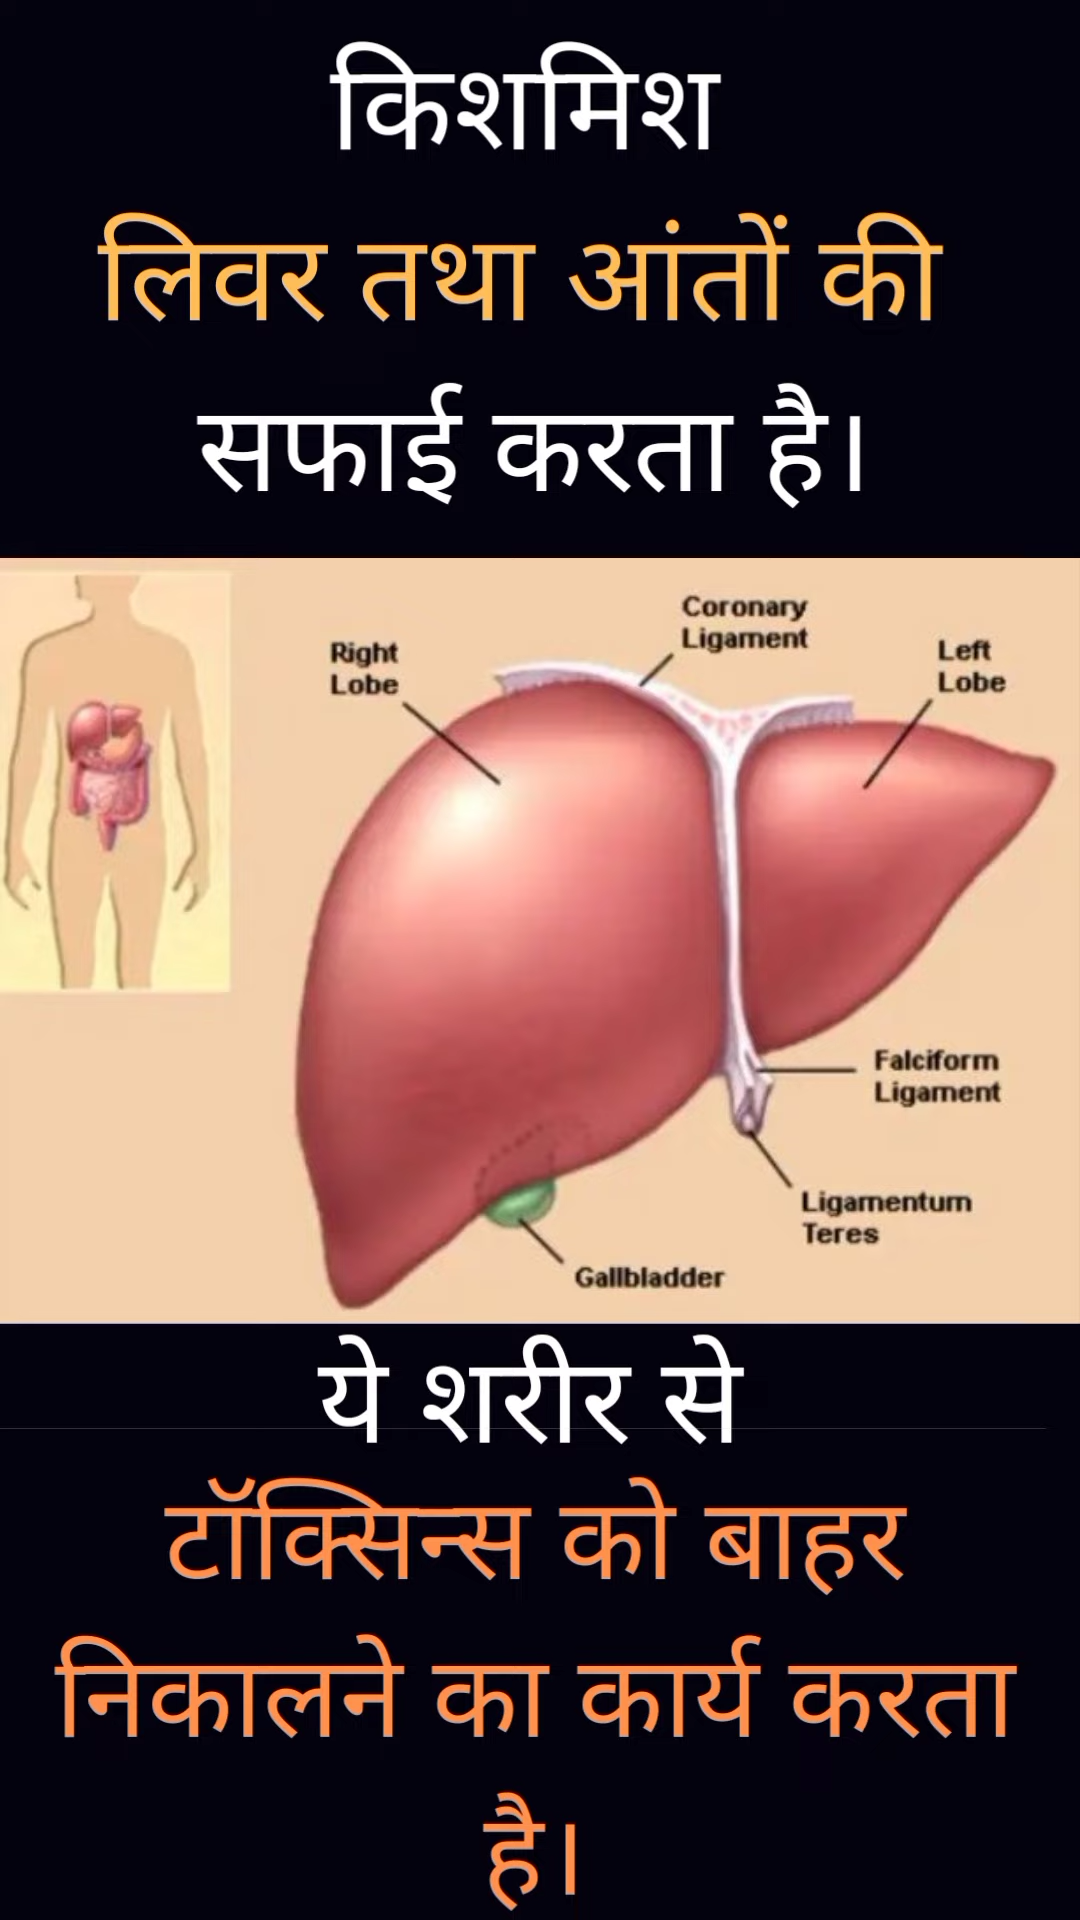 किशमिश
लिवर तथा आंतों की
सफाई करता है।
Coronary
Ligament
Right
Lobe
Left
Lobe
Falciform
Ligament
Ligamentum
Teres
Gallbladder
ये शरीर से
टॉक्सिन्स को बाहर
निकालने का कार्य करता
है।